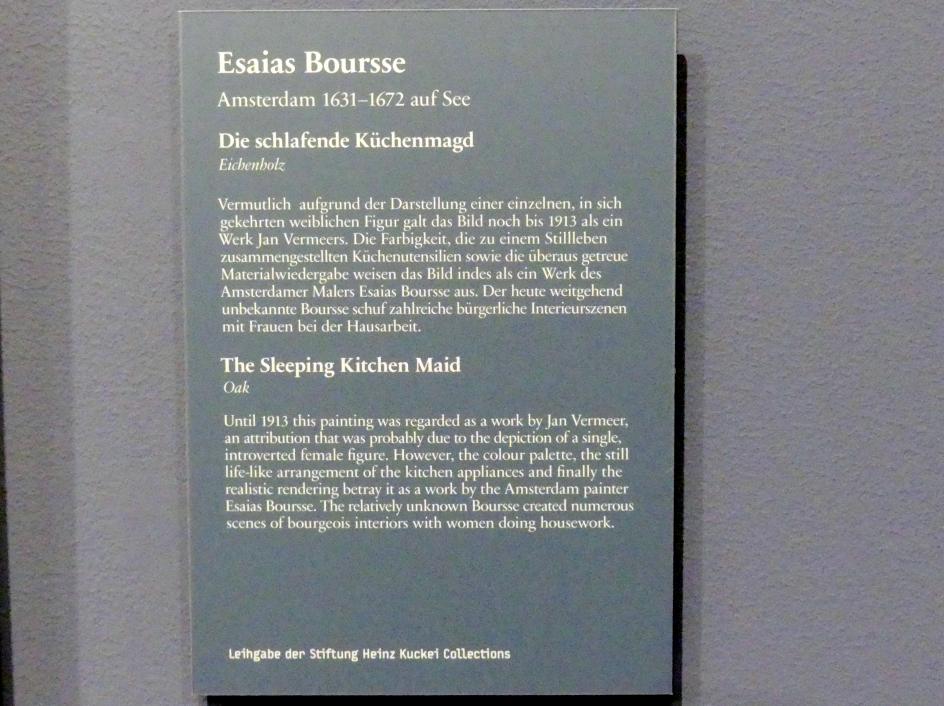 Esaias Boursse
Amsterdam 1631–1672 auf See
Die schlafende Küchenmagd
Eichenholz
Vermutlich aufgrund der Darstellung einer einzelnen, in sich
gekehrten weiblichen Figur galt das Bild noch bis 1913 als ein
Werk Jan Vermeers. Die Farbigkeit, die zu einem Stillleben
zusammengestellten Küchenutensilien sowie die überaus getreue
Materialwiedergabe weisen das Bild indes als ein Werk des
Amsterdamer Malers Esaias Boursse aus. Der heute weitgehend
unbekannte Boursse schuf zahlreiche bürgerliche Interieurszenen
mit Frauen bei der Hausarbeit.
The Sleeping Kitchen Maid
Oak
Until 1913 this painting was regarded as a work by Jan Vermeer,
an attribution that was probably due to the depiction of a single,
introverted female figure. However, the colour palette, the still
life-like arrangement of the kitchen appliances and finally the
realistic rendering betray it as a work by the Amsterdam painter
Esaias Boursse. The relatively unknown Boursse created numerous
scenes of bourgeois interiors with women doing housework.
Leihgabe der Stiftung Heinz Kuckei Collections